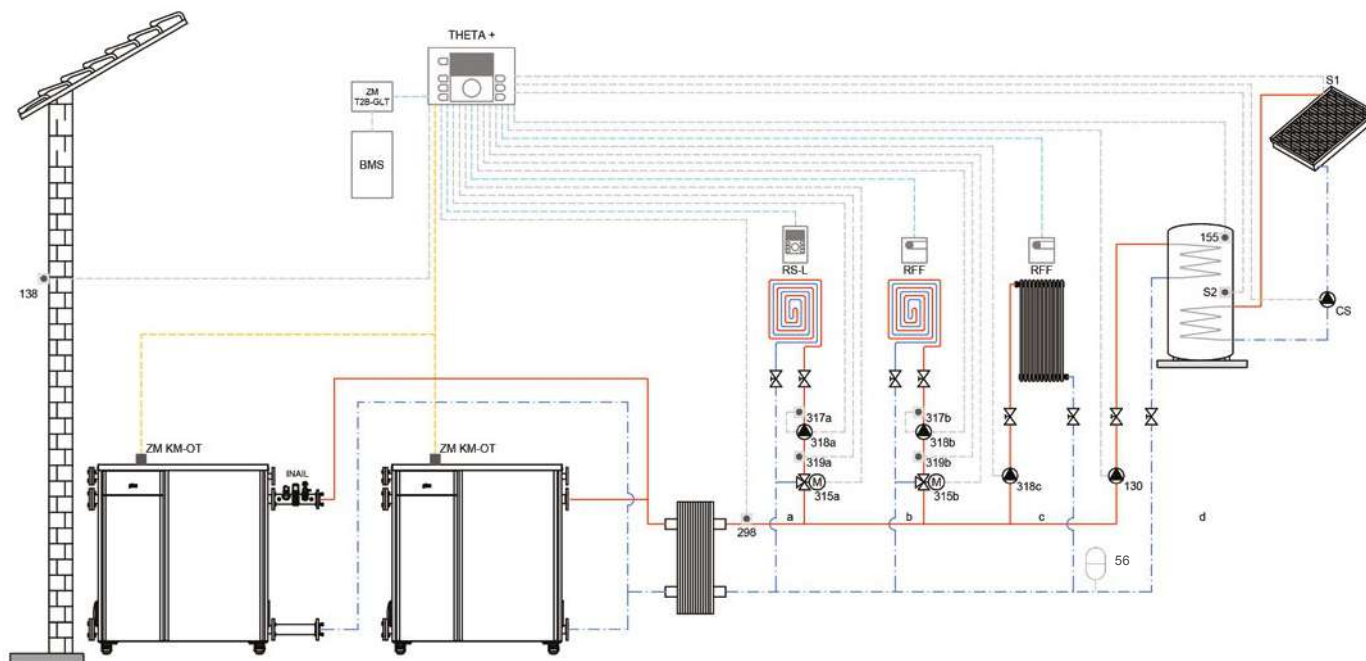 THETA +
ZM
T2B-GLT
BMS
S1
RS-L
RFF
RFF
155
S2
CS
138
317a
317b
318a
318b
319a
319b
318c
130
315a
315b
M
M
ZM KM-OT
ZM KM-OT
INAIL
298
a
b
c
d
56